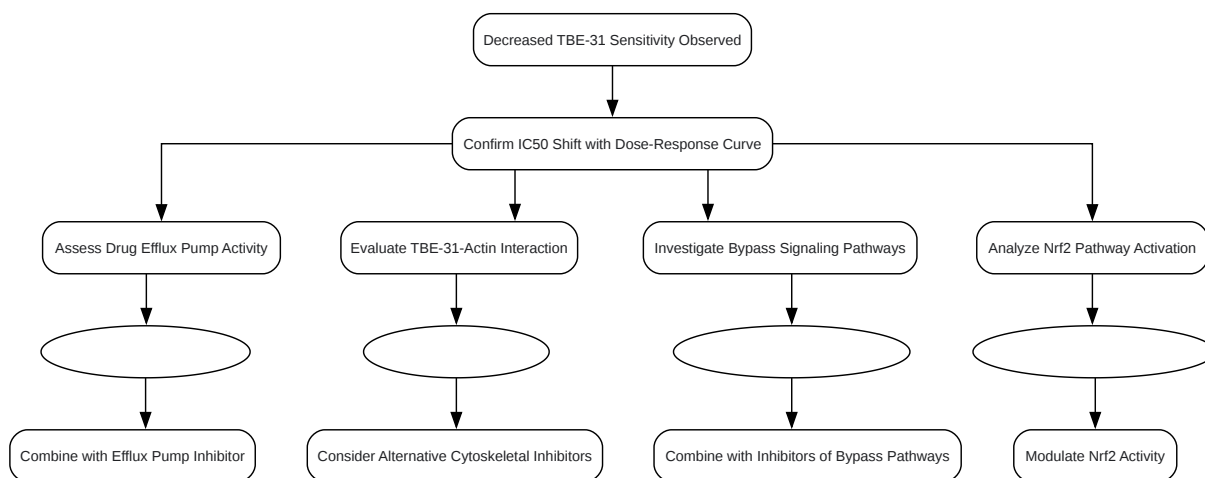 Decreased TBE-31 Sensitivity Observed
Confirm IC50 Shift with Dose-Response Curve
Assess Drug Efflux Pump Activity
Evaluate TBE-31-Actin Interaction
Investigate Bypass Signaling Pathways
Analyze Nrf2 Pathway Activation
Combine with Efflux Pump Inhibitor
Consider Alternative Cytoskeletal Inhibitors
Combine with Inhibitors of Bypass Pathways
Modulate Nrf2 Activity